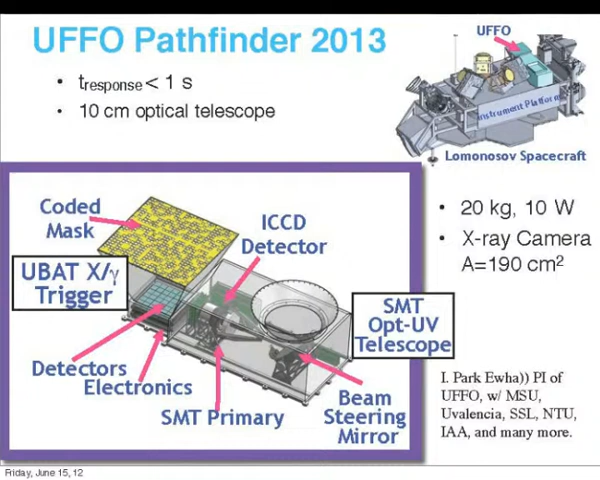 UFFO Pathfinder 2013
• tresponse < 1 s
• 10 cm optical telescope
UFFO
Instrument Platform
Lomonosov Spacecraft
Coded
Mask
ICCD
Detector
UBAT X/γ
Trigger
SMT
Opt-UV
Telescope
Detectors
Electronics
SMT Primary
Beam
Steering
Mirror
• 20 kg, 10 W
• X-ray Camera
A=190 cm²
I. Park Ewha)) PI of
UFFO, w/ MSU,
Uvalencia, SSL, NTU,
IAA, and many more.
Friday, June 15, 12